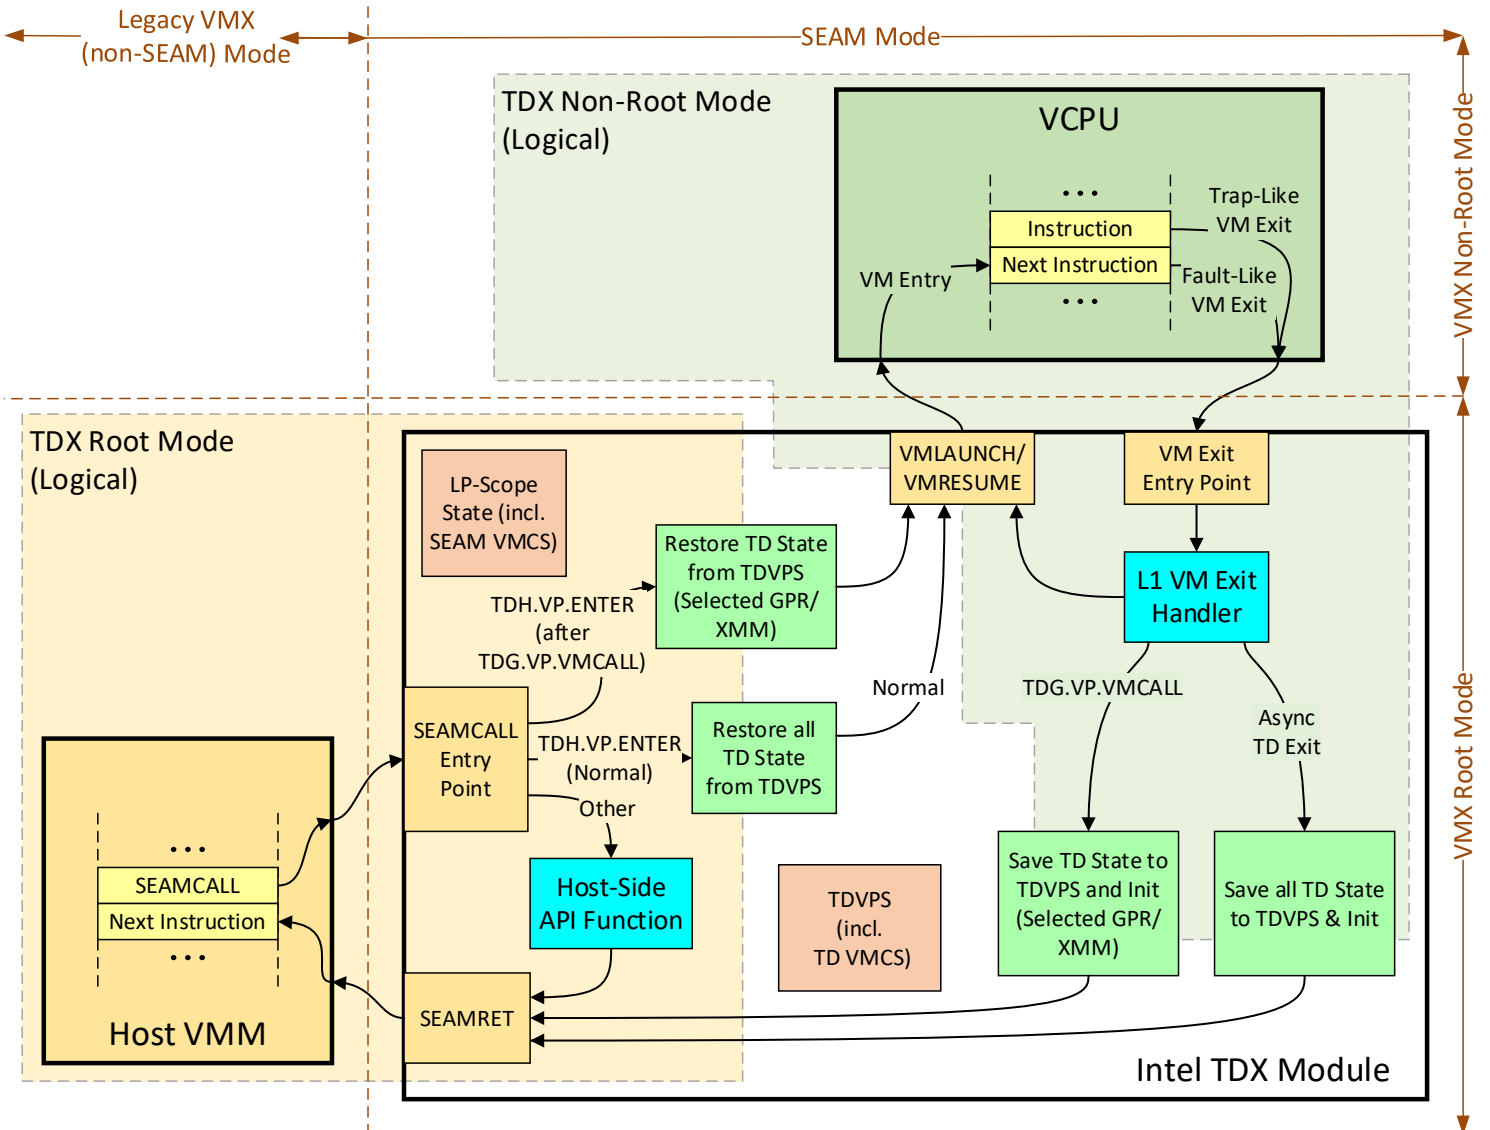 Legacy VMX
(non-SEAM) Mode
SEAM Mode
TDX Non-Root Mode
(Logical)
VCPU
VMX Non-Root Mode
...
Instruction
Next Instruction
...
Trap-Like
VM Exit
Fault-Like
VM Exit
VM Entry
TDX Root Mode
(Logical)
LP-Scope
State (incl.
SEAM VMCS)
VMLAUNCH/
VMRESUME
VM Exit
Entry Point
Restore TD State
from TDVPS
(Selected GPR/
XMM)
L1 VM Exit
Handler
TDH.VP.ENTER
(after
TDG.VP.VMCALL)
Normal
TDG.VP.VMCALL
Async
TD Exit
VMX Root Mode
SEAMCALL
Entry
Point
TDH.VP.ENTER
(Normal)
Other
Restore all
TD State
from TDVPS
...
SEAMCALL
Next Instruction
...
Host VMM
Host-Side
API Function
TDVPS
(incl.
TD VMCS)
Save TD State to
TDVPS and Init
(Selected GPR/
XMM)
Save all TD State
to TDVPS & Init
SEAMRET
Intel TDX Module